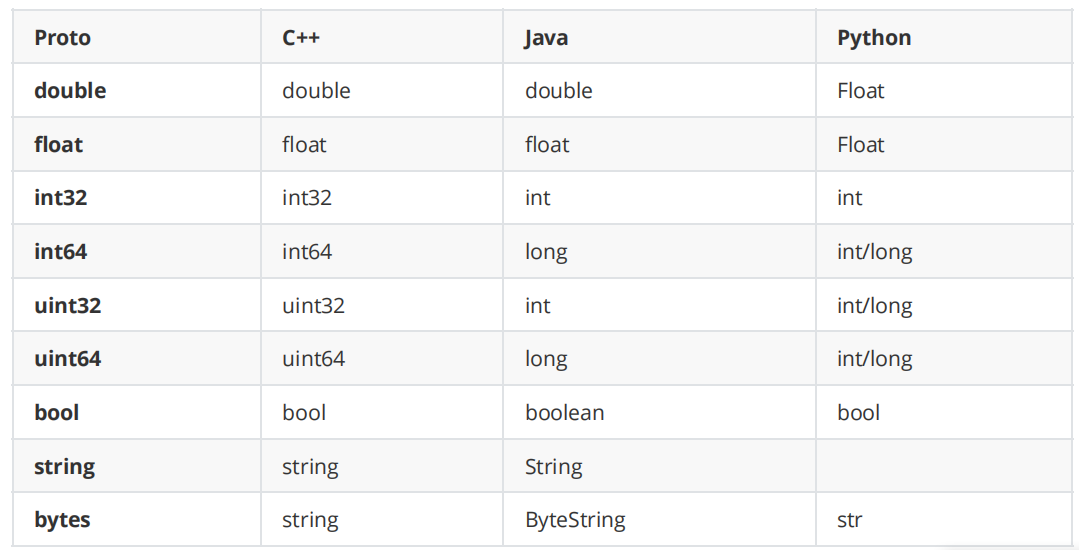 Proto C++ Java Python
double double double Float
float float float Float
int32 int32 int int
int64 int64 long int/long
uint32 uint32 int int/long
uint64 uint64 long int/long
bool bool boolean bool
string string String
bytes string ByteString str